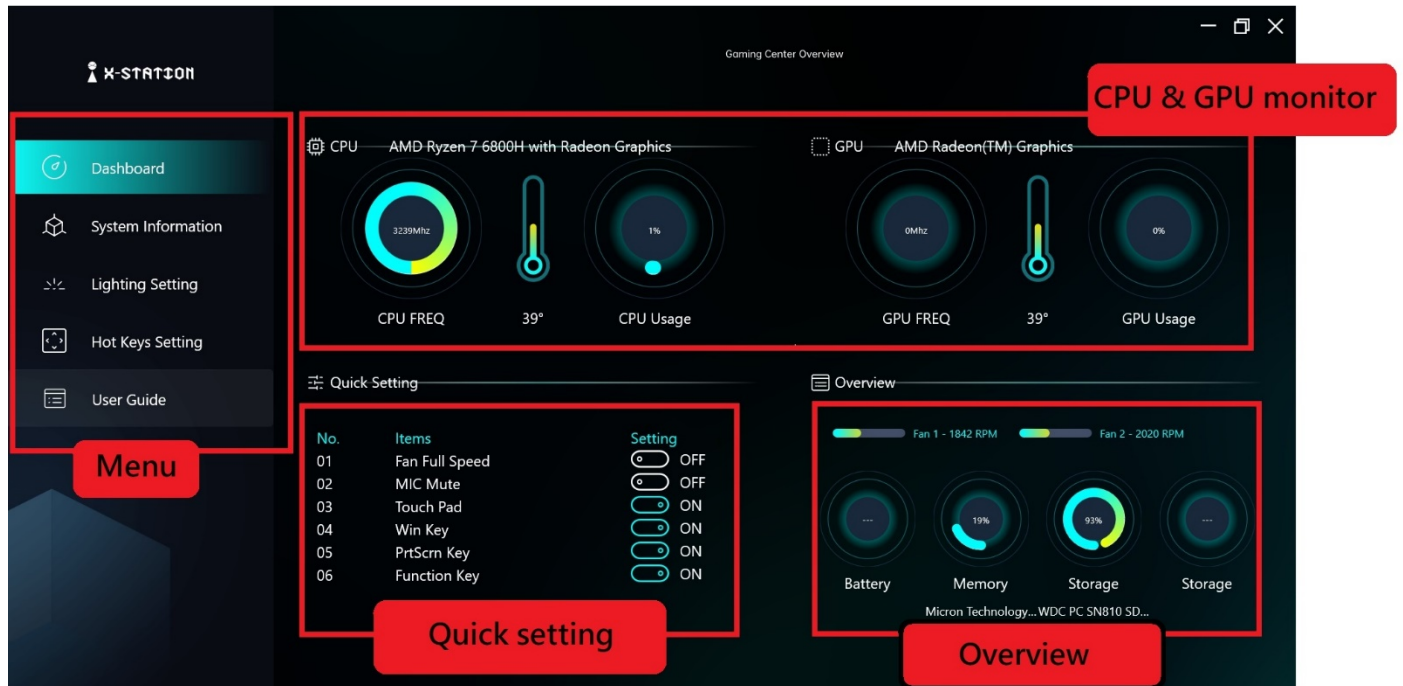 X-STATION
Gaming Center Overview
CPU & GPU monitor
CPU AMD Ryzen 7 6800H with Radeon Graphics
GPU AMD Radeon(TM) Graphics
Dashboard
System Information
Lighting Setting
Hot Keys Setting
User Guide
Menu
3239Mhz
1%
0Mhz
0%
CPU FREQ 39° CPU Usage
GPU FREQ 39° GPU Usage
Quick Setting
No. Items Setting
01 Fan Full Speed OFF
02 MIC Mute OFF
03 Touch Pad ON
04 Win Key ON
05 PrtScrn Key ON
06 Function Key ON
Quick setting
Overview
Fan 1 - 1842 RPM Fan 2 - 2020 RPM
--- 19% 93% ---
Battery Memory Storage Storage
Micron Technology... WDC PC SN810 SD...
Overview